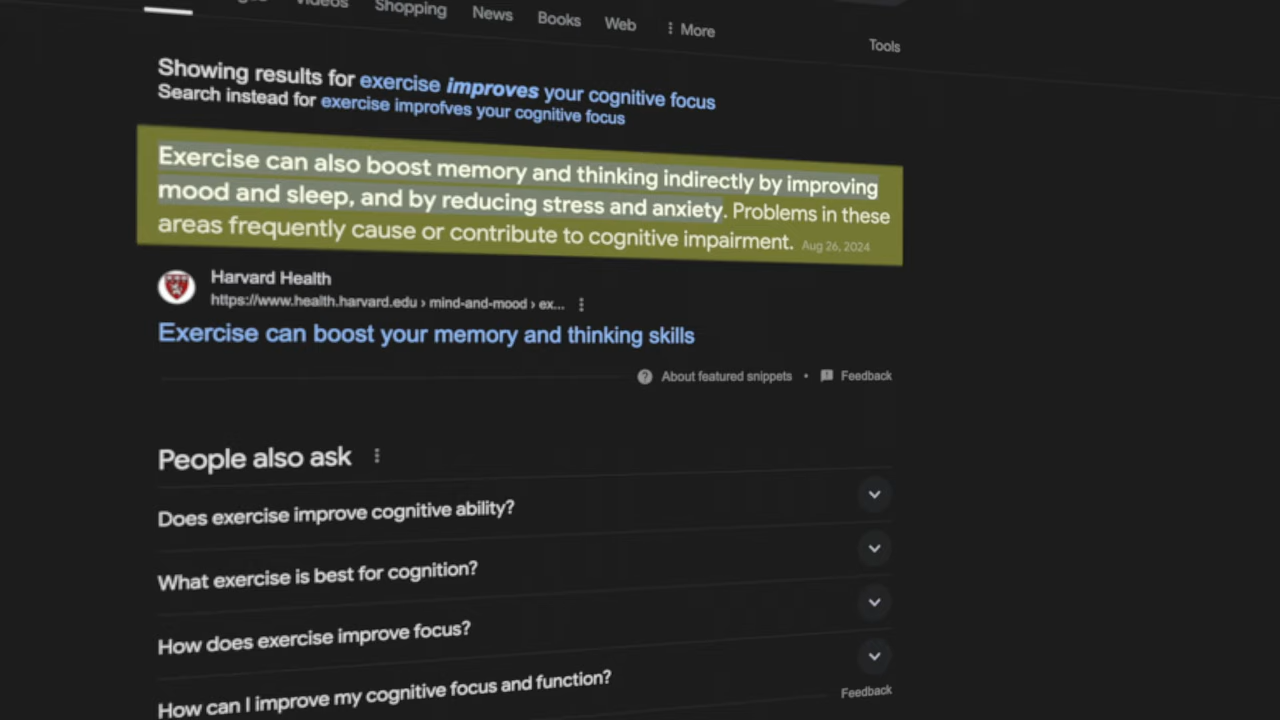 Videos Shopping News Books Web More
Tools
Showing results for exercise improves your cognitive focus
Search instead for exercise improfves your cognitive focus
Exercise can also boost memory and thinking indirectly by improving
mood and sleep, and by reducing stress and anxiety. Problems in these
areas frequently cause or contribute to cognitive impairment. Aug 26, 2024
Harvard Health
https://www.health.harvard.edu › mind-and-mood › ex...
Exercise can boost your memory and thinking skills
About featured snippets • Feedback
People also ask
Does exercise improve cognitive ability?
What exercise is best for cognition?
How does exercise improve focus?
How can I improve my cognitive focus and function?
Feedback